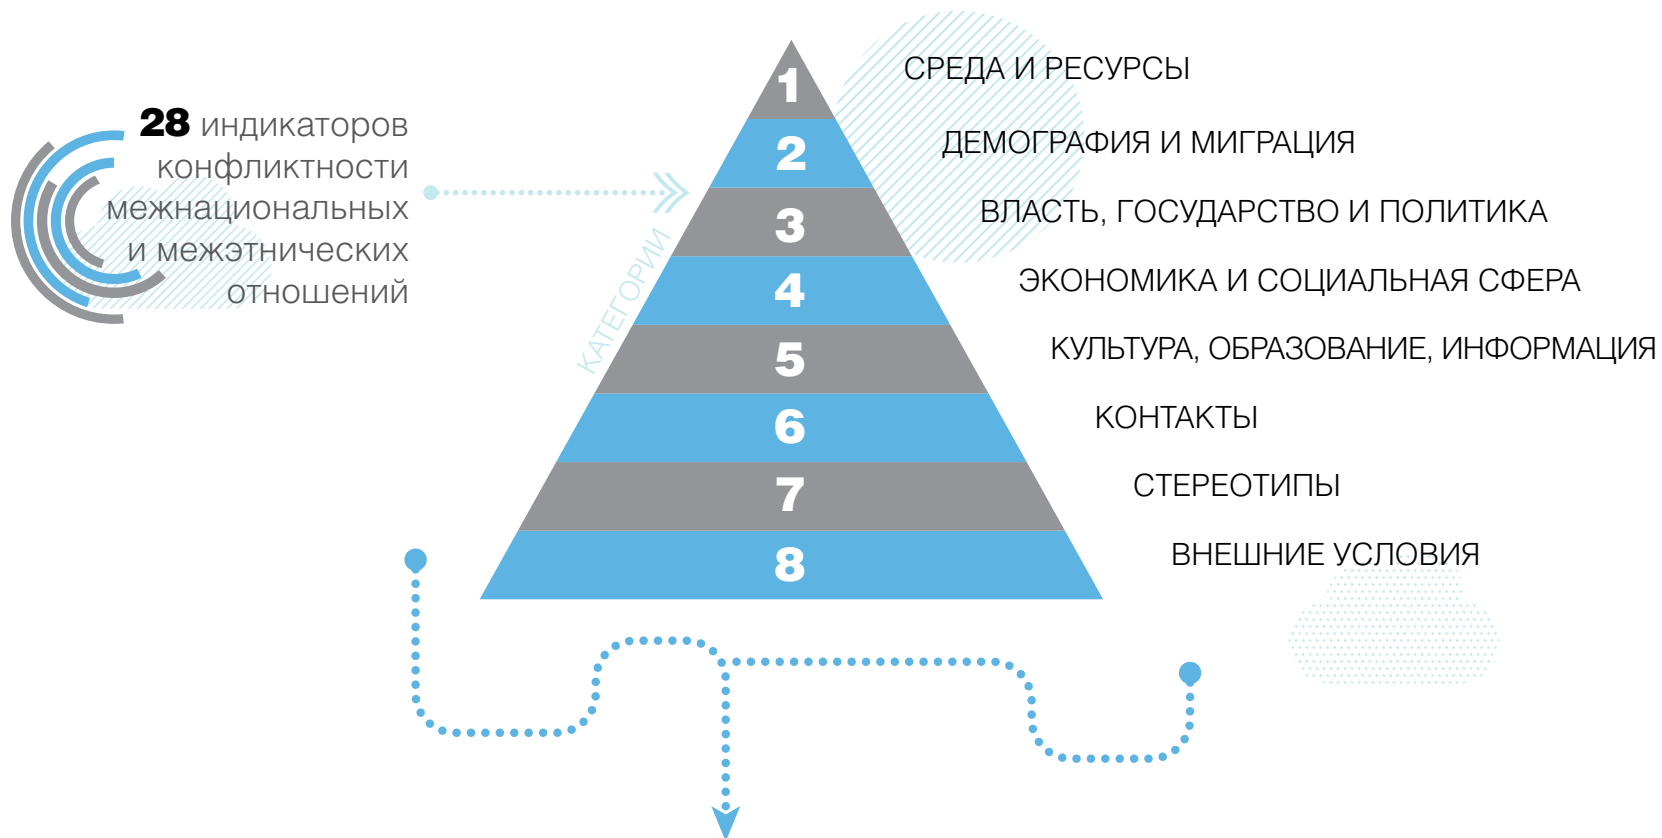 28 индикаторов
конфликтности
межнациональных
и межэтнических
отношений
КАТЕГОРИИ
1
СРЕДА И РЕСУРСЫ
2
ДЕМОГРАФИЯ И МИГРАЦИЯ
3
ВЛАСТЬ, ГОСУДАРСТВО И ПОЛИТИКА
4
ЭКОНОМИКА И СОЦИАЛЬНАЯ СФЕРА
5
КУЛЬТУРА, ОБРАЗОВАНИЕ, ИНФОРМАЦИЯ
6
КОНТАКТЫ
7
СТЕРЕОТИПЫ
8
ВНЕШНИЕ УСЛОВИЯ